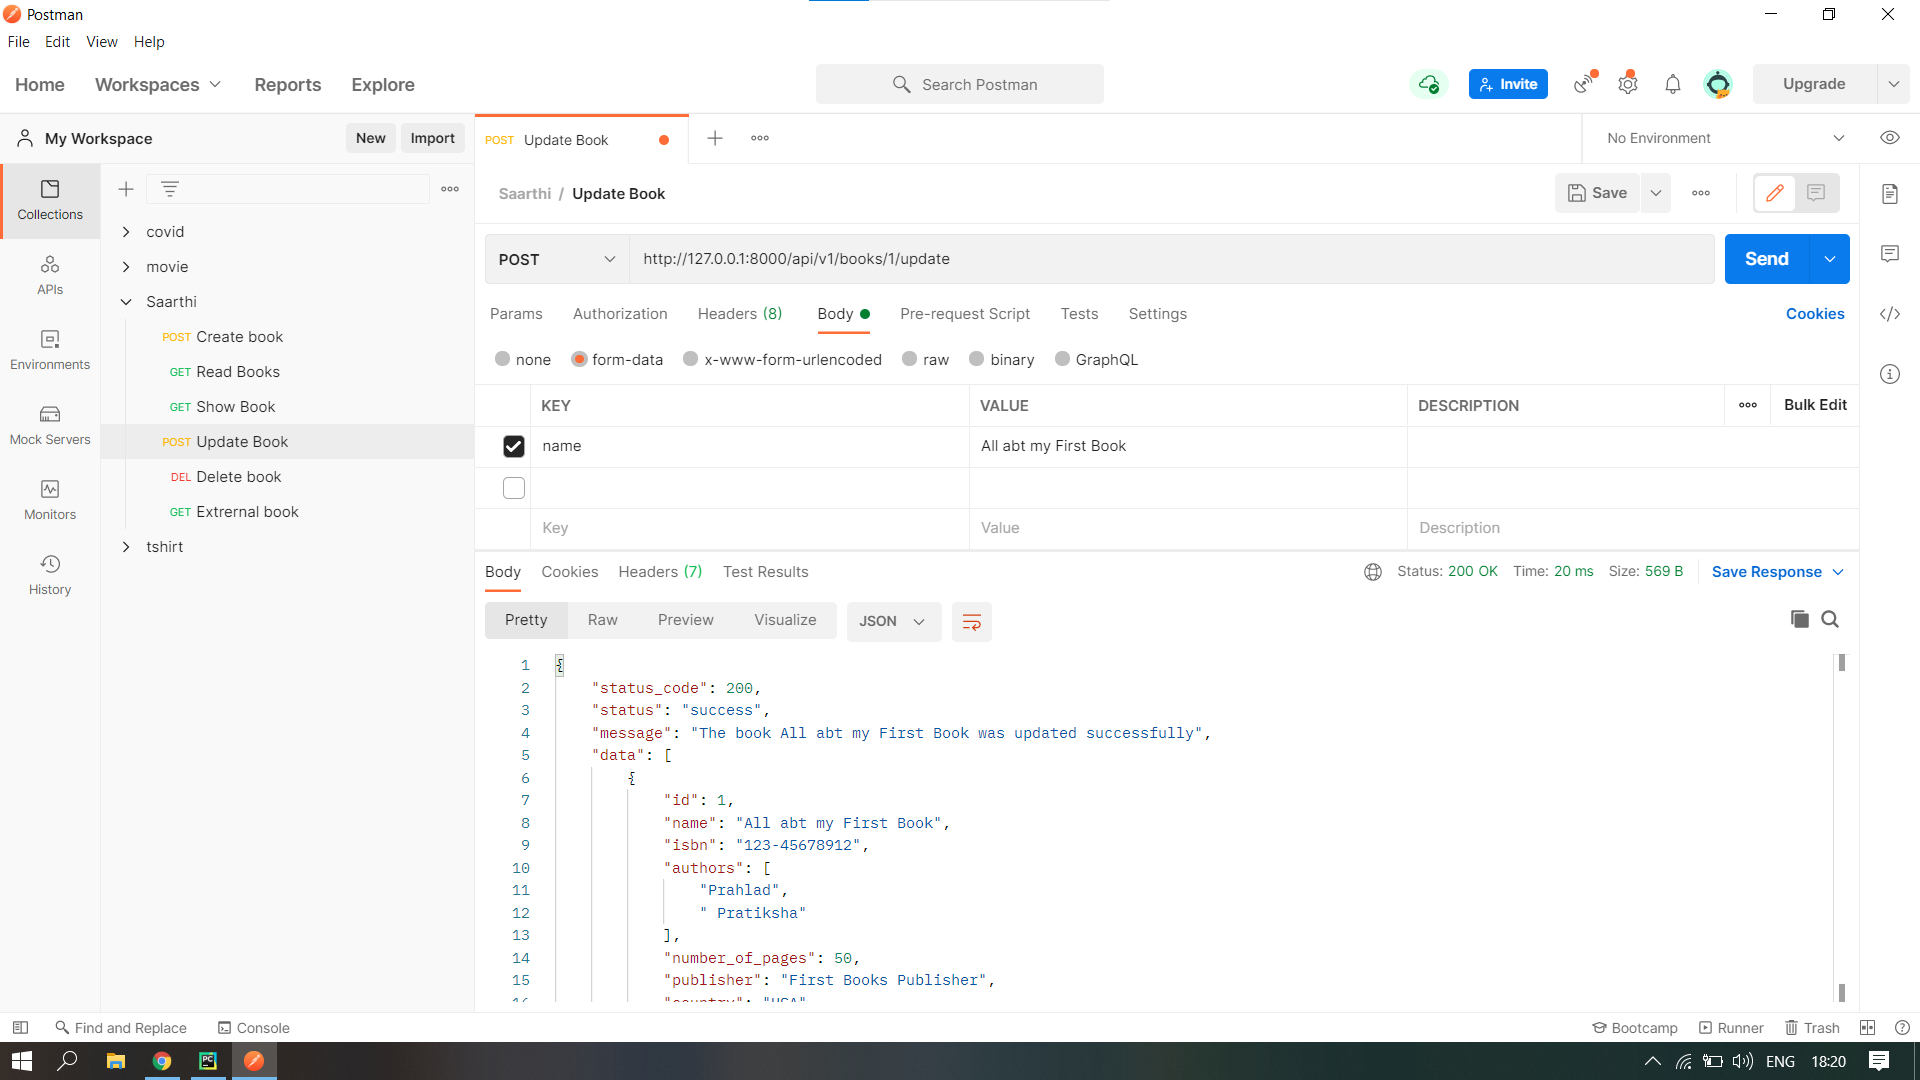 Postman
File Edit View Help
Home Workspaces Reports Explore
Search Postman
Invite
Upgrade
My Workspace
New
Import
POST Update Book
No Environment
Collections
APIs
Environments
Mock Servers
Monitors
History
covid
movie
Saarthi
POST Create book
GET Read Books
GET Show Book
POST Update Book
DEL Delete book
GET Extrernal book
tshirt
Saarthi / Update Book
Save
POST
http://127.0.0.1:8000/api/v1/books/1/update
Send
Params Authorization Headers (8) Body Pre-request Script Tests Settings
Cookies
none form-data x-www-form-urlencoded raw binary GraphQL
KEY VALUE DESCRIPTION Bulk Edit
name All abt my First Book
Key Value Description
Body Cookies Headers (7) Test Results
Status: 200 OK Time: 20 ms Size: 569 B Save Response
Pretty Raw Preview Visualize JSON
1 {
2 "status_code": 200,
3 "status": "success",
4 "message": "The book All abt my First Book was updated successfully",
5 "data": [
6 {
7 "id": 1,
8 "name": "All abt my First Book",
9 "isbn": "123-45678912",
10 "authors": [
11 "Prahlad",
12 " Pratiksha"
13 ],
14 "number_of_pages": 50,
15 "publisher": "First Books Publisher",
16 "country": "USA"
Find and Replace Console
Bootcamp Runner Trash
PC
ENG 18:20